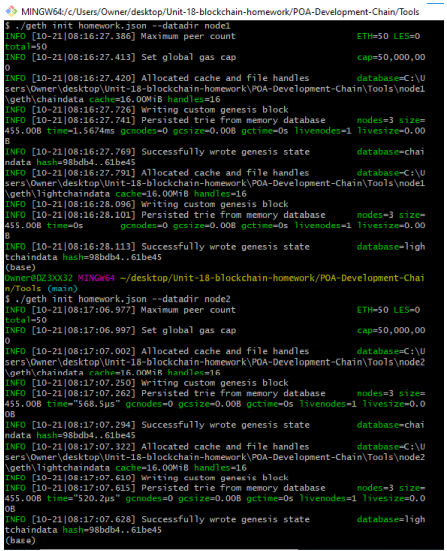 MINGW64:/c/Users/Owner/desktop/Unit-18-blockchain-homework/POA-Development-Chain/Tools
$ ./geth init homework.json --datadir node1
INFO [10-21|08:16:27.386] Maximum peer count                       ETH=50 LES=0
total=50
INFO [10-21|08:16:27.413] Set global gas cap                       cap=50,000,00
0
INFO [10-21|08:16:27.420] Allocated cache and file handles         database=C:\U
sers\Owner\desktop\Unit-18-blockchain-homework\POA-Development-Chain\Tools\node1
\geth\chaindata cache=16.00MiB handles=16
INFO [10-21|08:16:27.726] Writing custom genesis block
INFO [10-21|08:16:27.741] Persisted trie from memory database      nodes=3 size=
455.00B time=1.5674ms gcnodes=0 gcsize=0.00B gctime=0s livenodes=1 livesize=0.00
B
INFO [10-21|08:16:27.769] Successfully wrote genesis state         database=chai
ndata hash=98bdb4..61be45
INFO [10-21|08:16:27.791] Allocated cache and file handles         database=C:\U
sers\Owner\desktop\Unit-18-blockchain-homework\POA-Development-Chain\Tools\node1
\geth\lightchaindata cache=16.00MiB handles=16
INFO [10-21|08:16:28.096] Writing custom genesis block
INFO [10-21|08:16:28.101] Persisted trie from memory database      nodes=3 size=
455.00B time=0s       gcnodes=0 gcsize=0.00B gctime=0s livenodes=1 livesize=0.00
B
INFO [10-21|08:16:28.113] Successfully wrote genesis state         database=ligh
tchaindata hash=98bdb4..61be45
(base)
Owner@DZ3XX32 MINGW64 ~/desktop/Unit-18-blockchain-homework/POA-Development-Chai
n/Tools (main)
$ ./geth init homework.json --datadir node2
INFO [10-21|08:17:06.977] Maximum peer count                       ETH=50 LES=0
total=50
INFO [10-21|08:17:06.997] Set global gas cap                       cap=50,000,00
0
INFO [10-21|08:17:07.002] Allocated cache and file handles         database=C:\U
sers\Owner\desktop\Unit-18-blockchain-homework\POA-Development-Chain\Tools\node2
\geth\chaindata cache=16.00MiB handles=16
INFO [10-21|08:17:07.250] Writing custom genesis block
INFO [10-21|08:17:07.262] Persisted trie from memory database      nodes=3 size=
455.00B time="568.5µs" gcnodes=0 gcsize=0.00B gctime=0s livenodes=1 livesize=0.0
0B
INFO [10-21|08:17:07.294] Successfully wrote genesis state         database=chai
ndata hash=98bdb4..61be45
INFO [10-21|08:17:07.322] Allocated cache and file handles         database=C:\U
sers\Owner\desktop\Unit-18-blockchain-homework\POA-Development-Chain\Tools\node2
\geth\lightchaindata cache=16.00MiB handles=16
INFO [10-21|08:17:07.610] Writing custom genesis block
INFO [10-21|08:17:07.615] Persisted trie from memory database      nodes=3 size=
455.00B time="520.2µs" gcnodes=0 gcsize=0.00B gctime=0s livenodes=1 livesize=0.0
0B
INFO [10-21|08:17:07.628] Successfully wrote genesis state         database=ligh
tchaindata hash=98bdb4..61be45
(base)